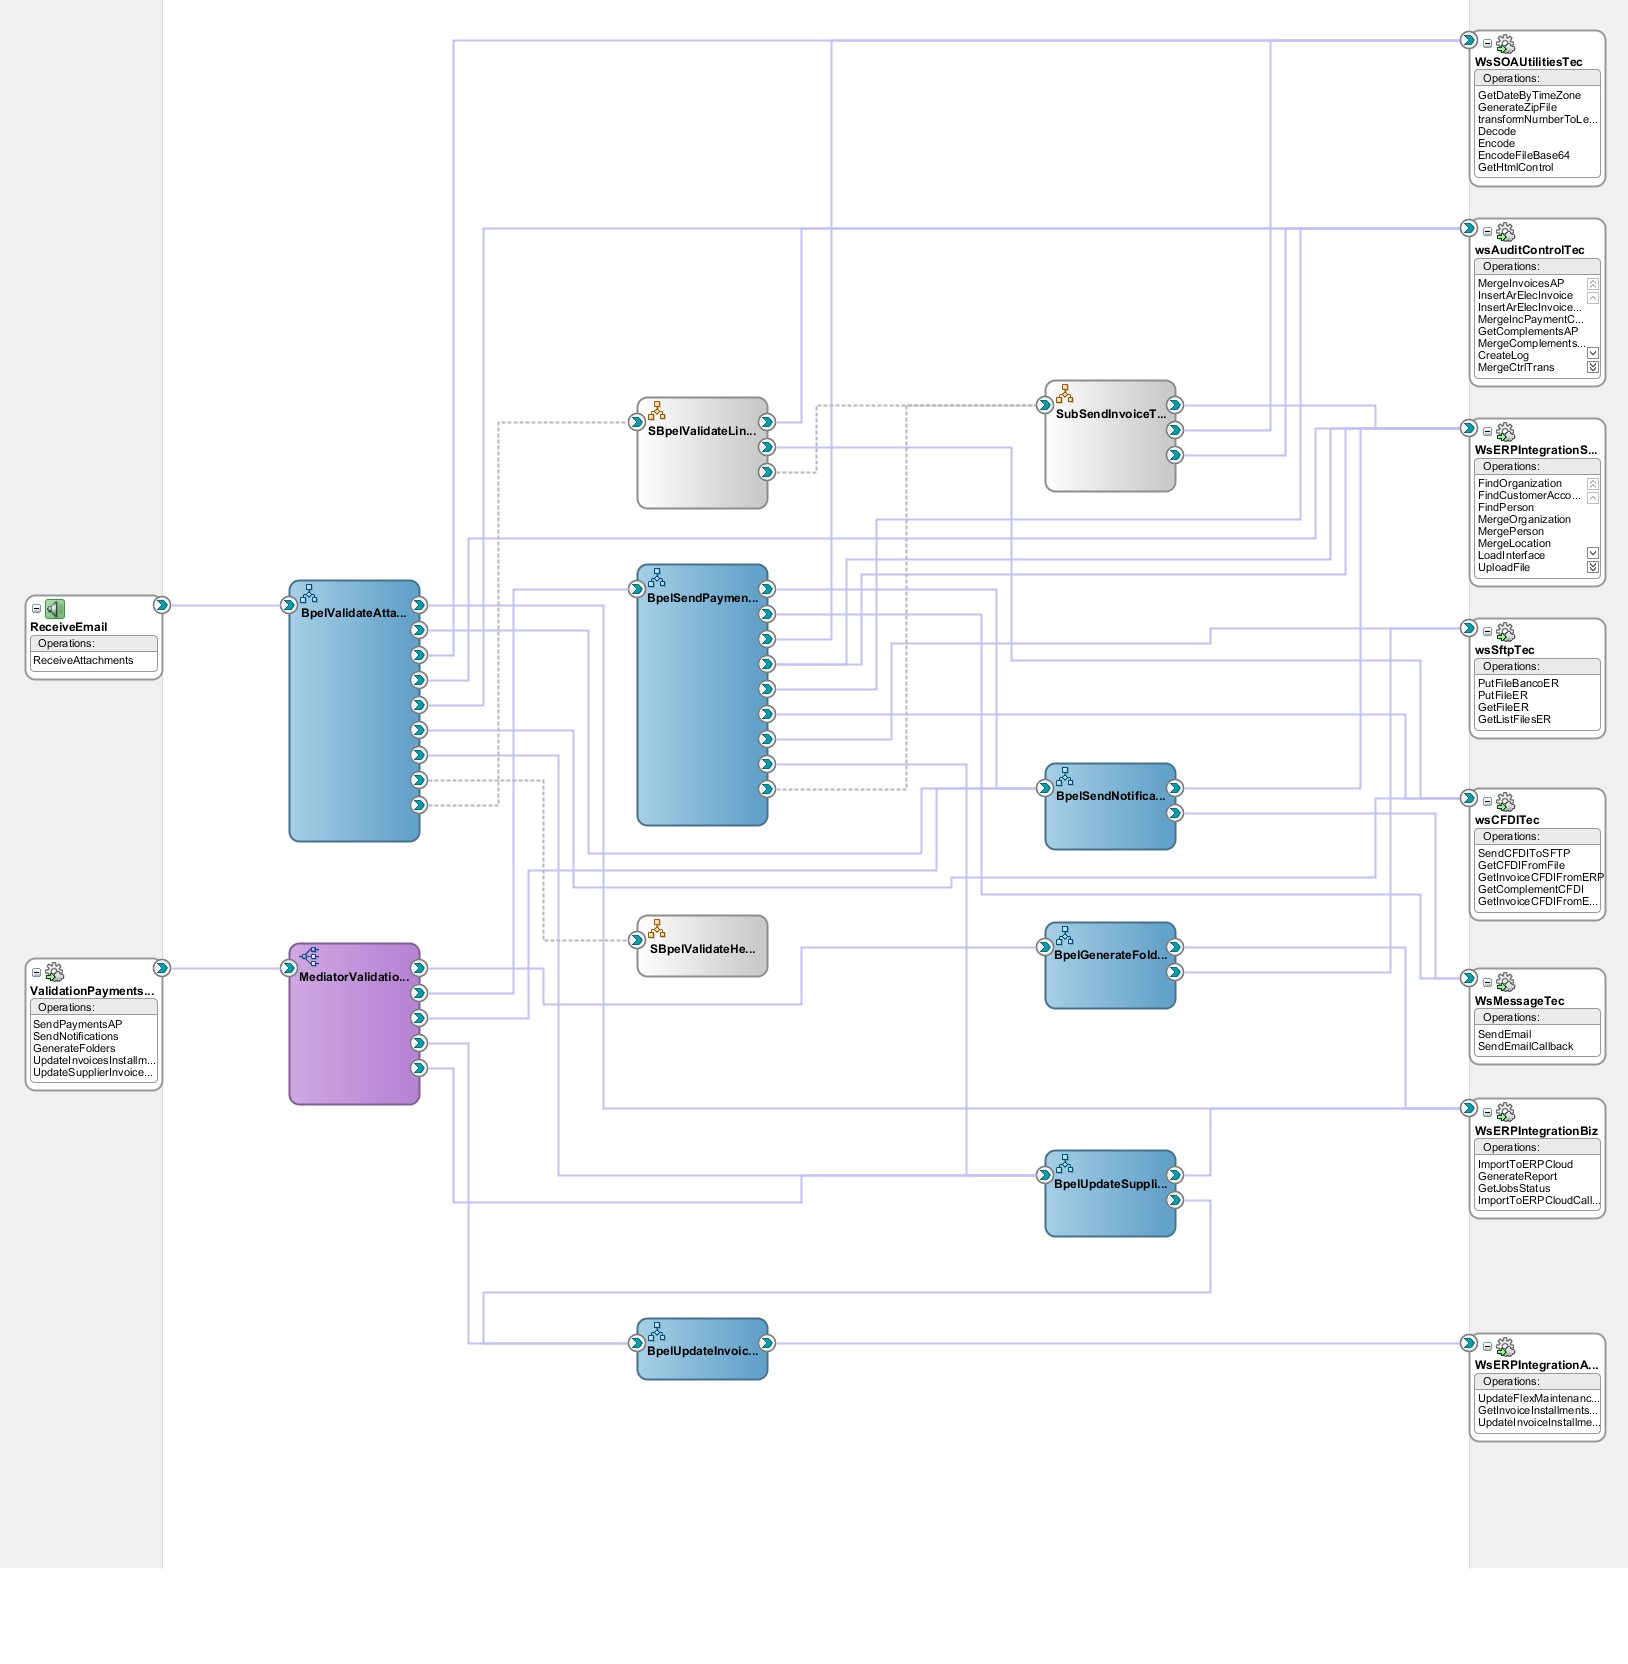 ReceiveEmail
Operations:
ReceiveAttachments
ValidationPayments...
Operations:
SendPaymentsAP
SendNotifications
GenerateFolders
UpdateInvoicesInstallm...
UpdateSupplierInvoice...
BpelValidateAtta...
MediatorValidatio...
SBpelValidateLin...
BpelSendPaymen...
SBpelValidateHe...
BpelUpdateInvoic...
SubSendInvoiceT...
BpelSendNotifica...
BpelGenerateFold...
BpelUpdateSuppli...
WsSOAUtilitiesTec
Operations:
GetDateByTimeZone
GenerateZipFile
transformNumberToLe...
Decode
Encode
EncodeFileBase64
GetHtmlControl
wsAuditControlTec
Operations:
MergeInvoicesAP
InsertArElecInvoice
InsertArElecInvoice...
MergeIncPaymentC...
GetComplementsAP
MergeComplements...
CreateLog
MergeCtrlTrans
WsERPIntegrationS...
Operations:
FindOrganization
FindCustomerAcco...
FindPerson
MergeOrganization
MergePerson
MergeLocation
LoadInterface
UploadFile
wsSftpTec
Operations:
PutFileBancoER
PutFileER
GetFileER
GetListFilesER
wsCFDITec
Operations:
SendCFDIToSFTP
GetCFDIFromFile
GetInvoiceCFDIFromERP
GetComplementCFDI
GetInvoiceCFDIFromE...
WsMessageTec
Operations:
SendEmail
SendEmailCallback
WsERPIntegrationBiz
Operations:
ImportToERPCloud
GenerateReport
GetJobsStatus
ImportToERPCloudCall...
WsERPIntegrationA...
Operations:
UpdateFlexMaintenanc...
GetInvoiceInstallments...
UpdateInvoiceInstallme...